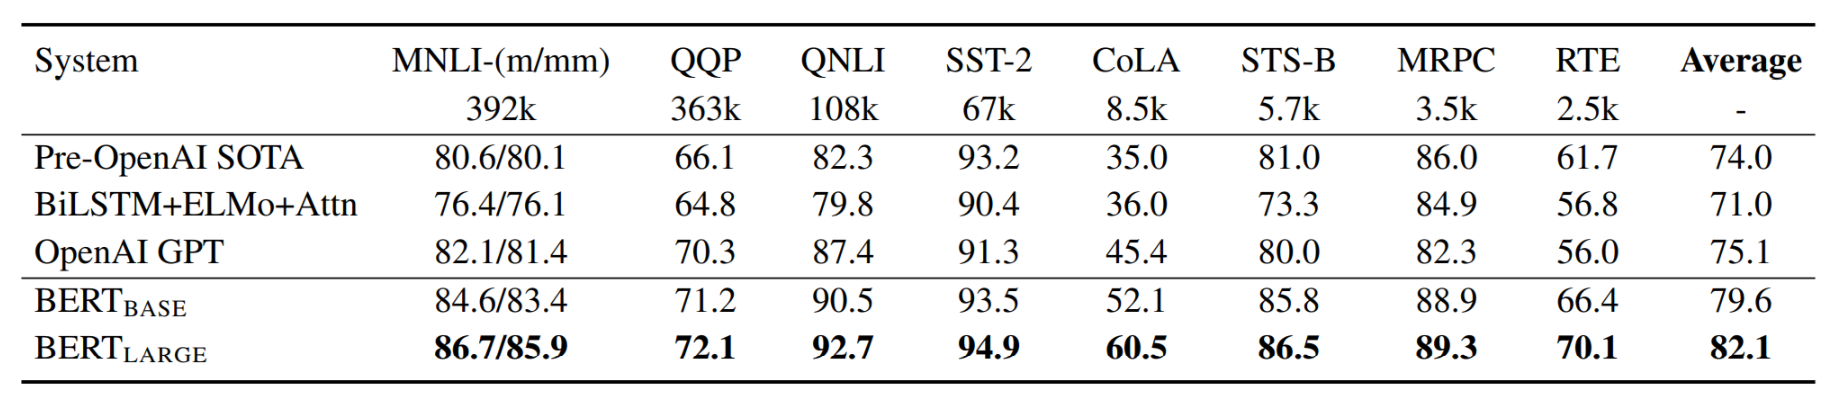 System MNLI-(m/mm) QQP QNLI SST-2 CoLA STS-B MRPC RTE Average
392k 363k 108k 67k 8.5k 5.7k 3.5k 2.5k -
Pre-OpenAI SOTA 80.6/80.1 66.1 82.3 93.2 35.0 81.0 86.0 61.7 74.0
BiLSTM+ELMo+Attn 76.4/76.1 64.8 79.8 90.4 36.0 73.3 84.9 56.8 71.0
OpenAI GPT 82.1/81.4 70.3 87.4 91.3 45.4 80.0 82.3 56.0 75.1
BERTBASE 84.6/83.4 71.2 90.5 93.5 52.1 85.8 88.9 66.4 79.6
BERTLARGE 86.7/85.9 72.1 92.7 94.9 60.5 86.5 89.3 70.1 82.1